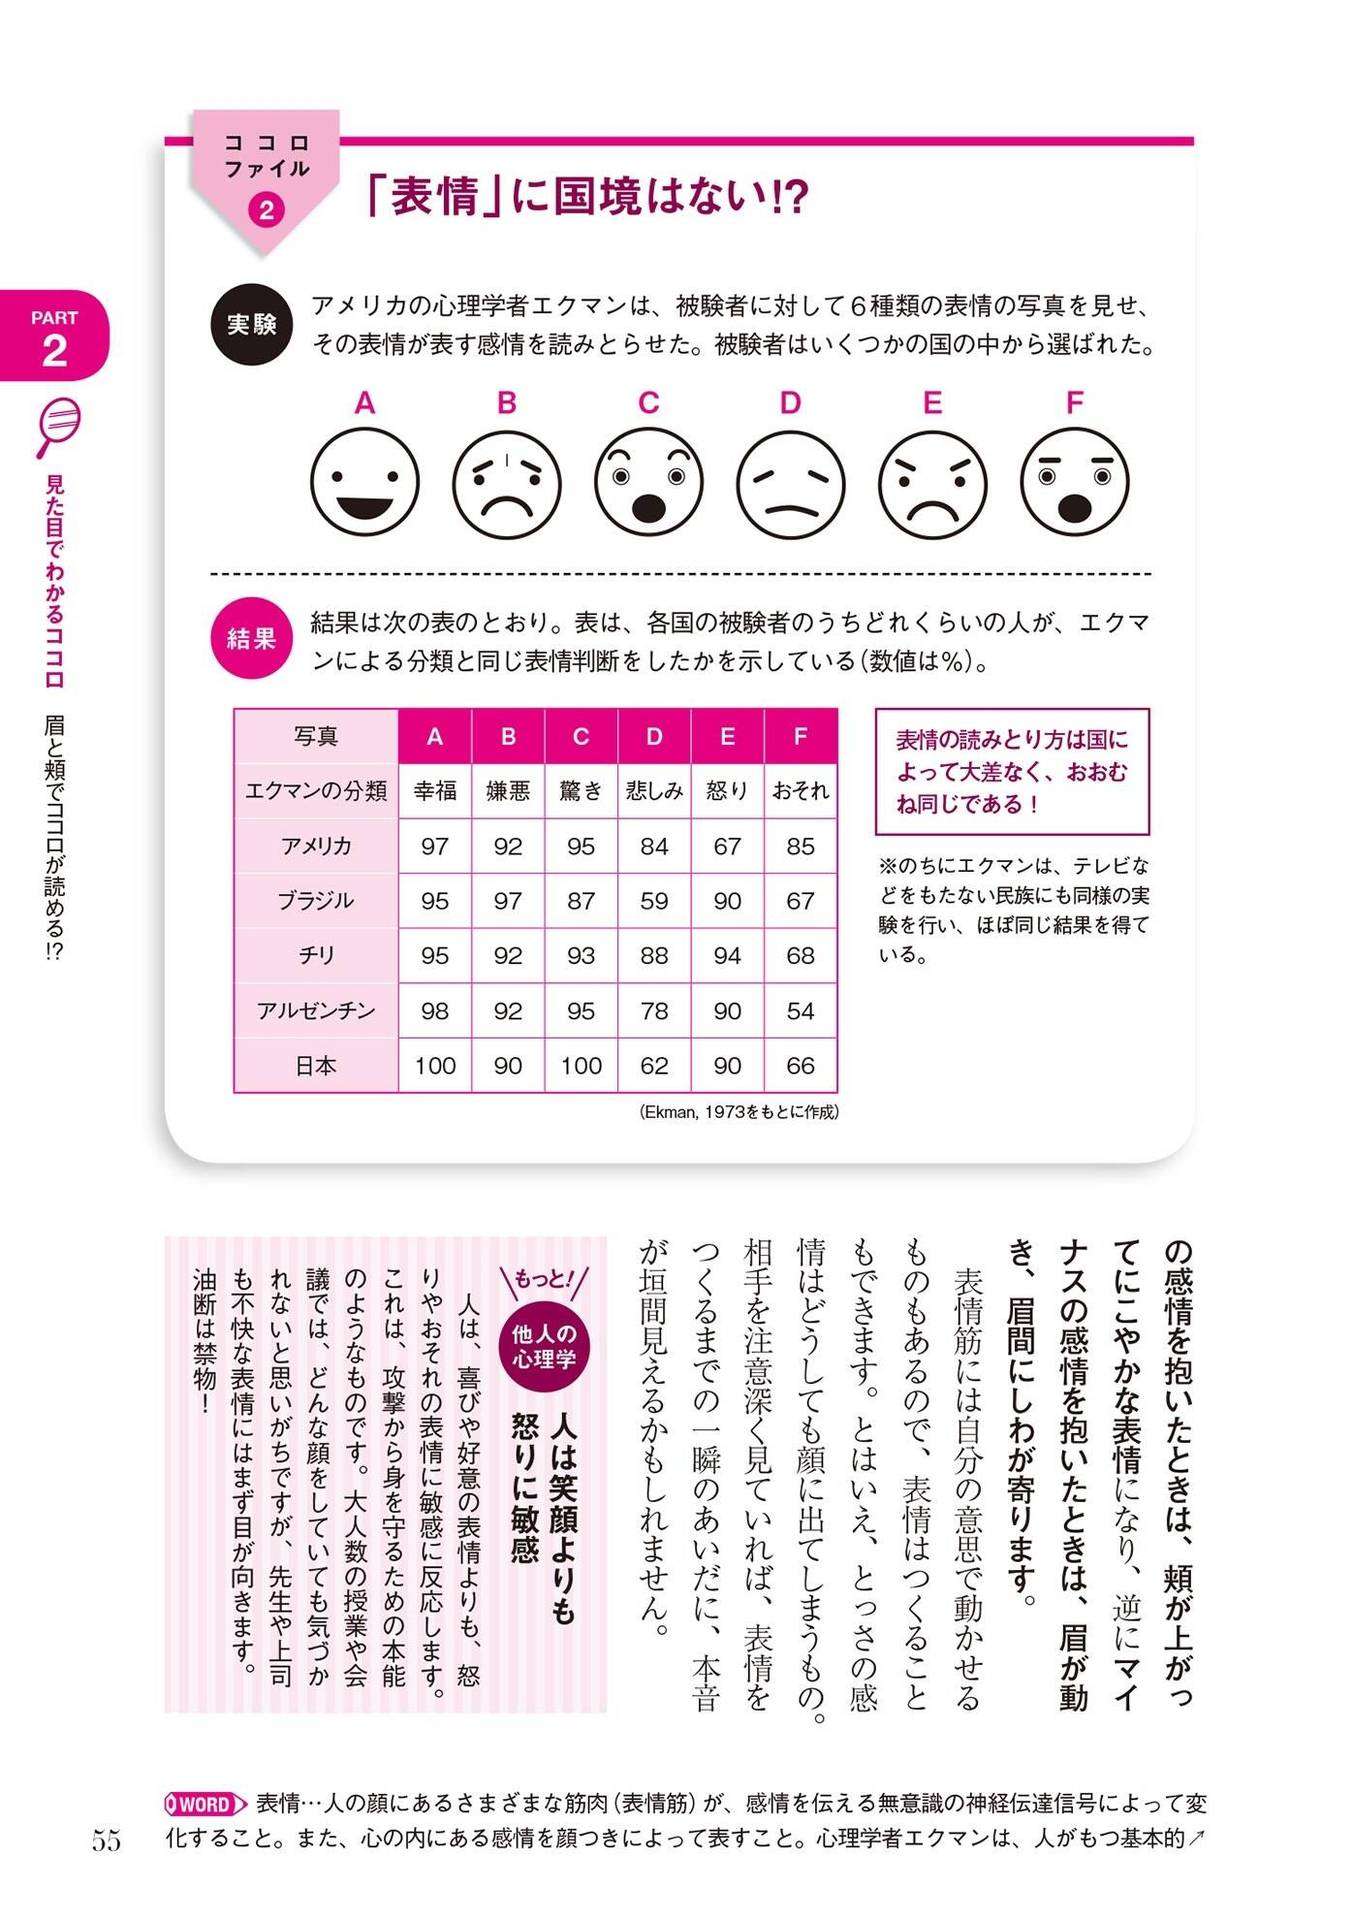 ココロ
ファイル
2
「表情」に国境はない!?
PART
2
見た目でわかるココロ 眉と頬でココロが読める!?
実験
アメリカの心理学者エクマンは、被験者に対して６種類の表情の写真を見せ、
その表情が表す感情を読みとらせた。被験者はいくつかの国の中から選ばれた。
A B C D E F
結果
結果は次の表のとおり。表は、各国の被験者のうちどれくらいの人が、エクマ
ンによる分類と同じ表情判断をしたかを示している（数値は％）。
写真 A B C D E F
エクマンの分類 幸福 嫌悪 驚き 悲しみ 怒り おそれ
アメリカ 97 92 95 84 67 85
ブラジル 95 97 87 59 90 67
チリ 95 92 93 88 94 68
アルゼンチン 98 92 95 78 90 54
日本 100 90 100 62 90 66
（Ekman, 1973をもとに作成）
表情の読みとり方は国に
よって大差なく、おおむ
ね同じである！
※のちにエクマンは、テレビな
どをもたない民族にも同様の実
験を行い、ほぼ同じ結果を得て
いる。
の感情を抱いたときは、頬が上がっ
てにこやかな表情になり、逆にマイ
ナスの感情を抱いたときは、眉が動
き、眉間にしわが寄ります。
表情筋には自分の意思で動かせる
ものもあるので、表情はつくること
もできます。とはいえ、とっさの感
情はどうしても顔に出てしまうもの。
相手を注意深く見ていれば、表情を
つくるまでの一瞬のあいだに、本音
が垣間見えるかもしれません。
もっと!
他人の
心理学
人は笑顔よりも
怒りに敏感
人は、喜びや好意の表情よりも、怒
りやおそれの表情に敏感に反応します。
これは、攻撃から身を守るための本能
のようなものです。大人数の授業や会
議では、どんな顔をしていても気づか
れないと思いがちですが、先生や上司
も不快な表情にはまず目が向きます。
油断は禁物！
WORD 表情…人の顔にあるさまざまな筋肉（表情筋）が、感情を伝える無意識の神経伝達信号によって変
化すること。また、心の内にある感情を顔つきによって表すこと。心理学者エクマンは、人がもつ基本的↗
55